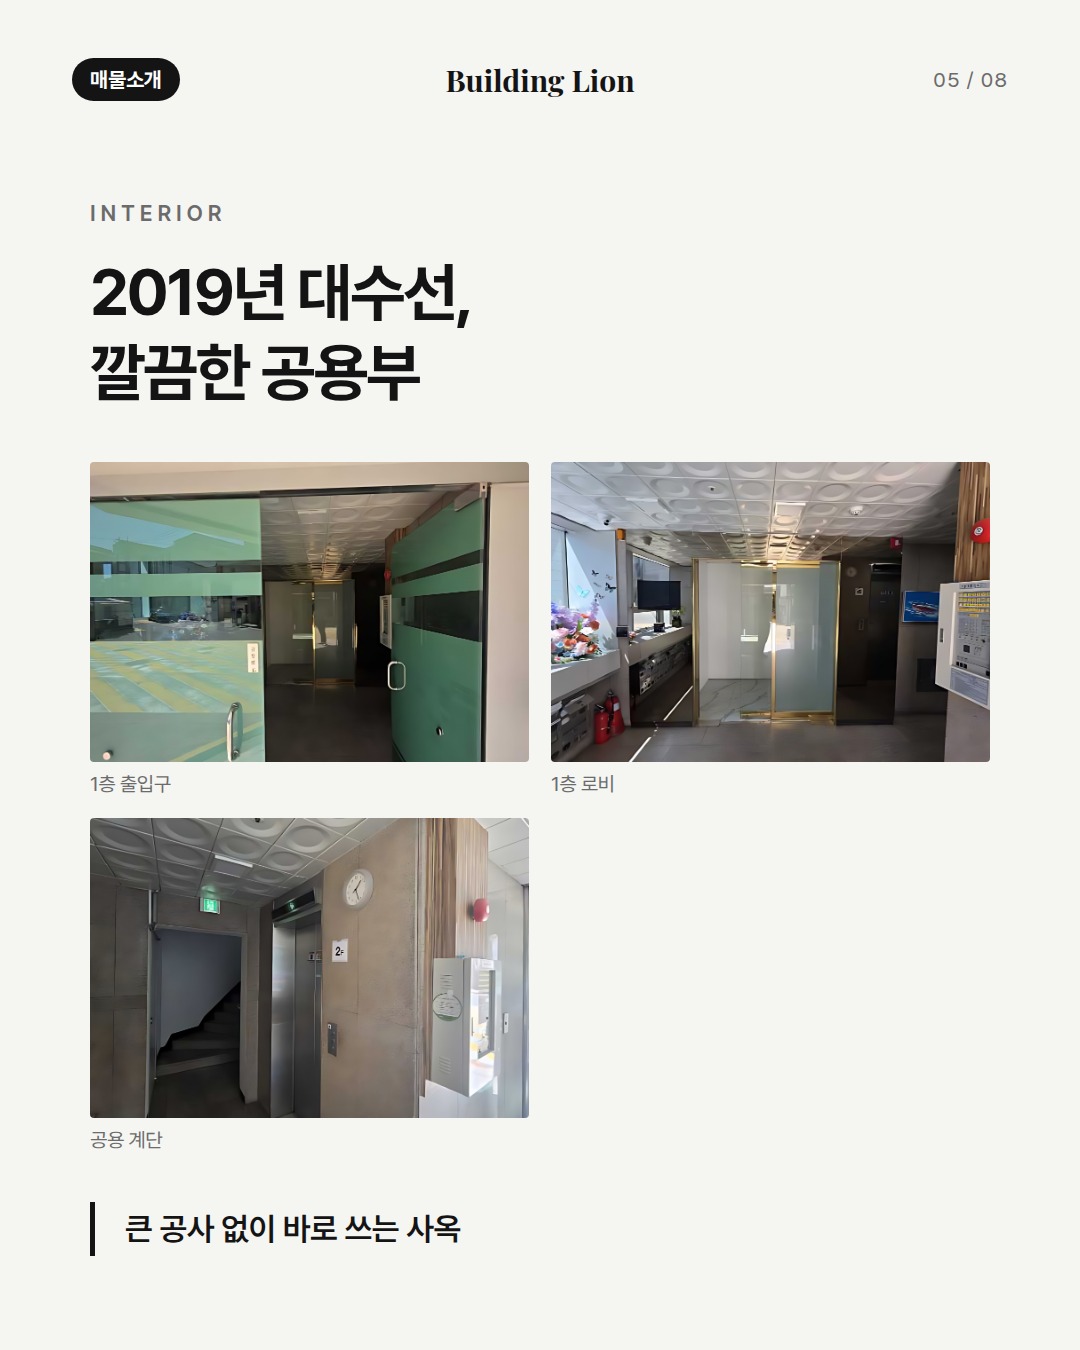 매물소개
Building Lion
05 / 08
INTERIOR
2019년 대수선,
깔끔한 공용부
1층 출입구
1층 로비
2F
공용 계단
큰 공사 없이 바로 쓰는 사옥